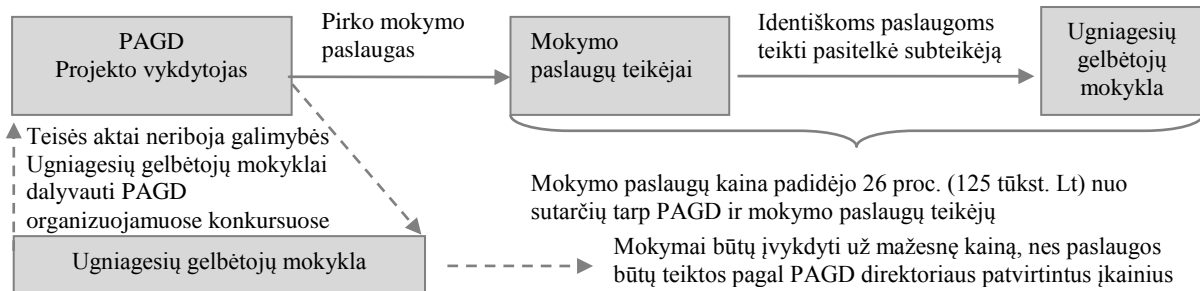 PAGD
Projekto vykdytojas
Pirko mokymo
paslaugas
Mokymo
paslaugų teikėjai
Identiškoms paslaugoms
teikti pasitelkė subteikėją
Ugniagesių
gelbėtojų
mokykla
Teisės aktai neriboja galimybės
Ugniagesių gelbėtojų mokyklai
dalyvauti PAGD
organizuojamuose konkursuose
Mokymo paslaugų kaina padidėjo 26 proc. (125 tūkst. Lt) nuo
sutarčių tarp PAGD ir mokymo paslaugų teikėjų
Ugniagesių gelbėtojų mokykla
Mokymai būtų įvykdyti už mažesnę kainą, nes paslaugos
būtų teiktos pagal PAGD direktoriaus patvirtintus įkainius